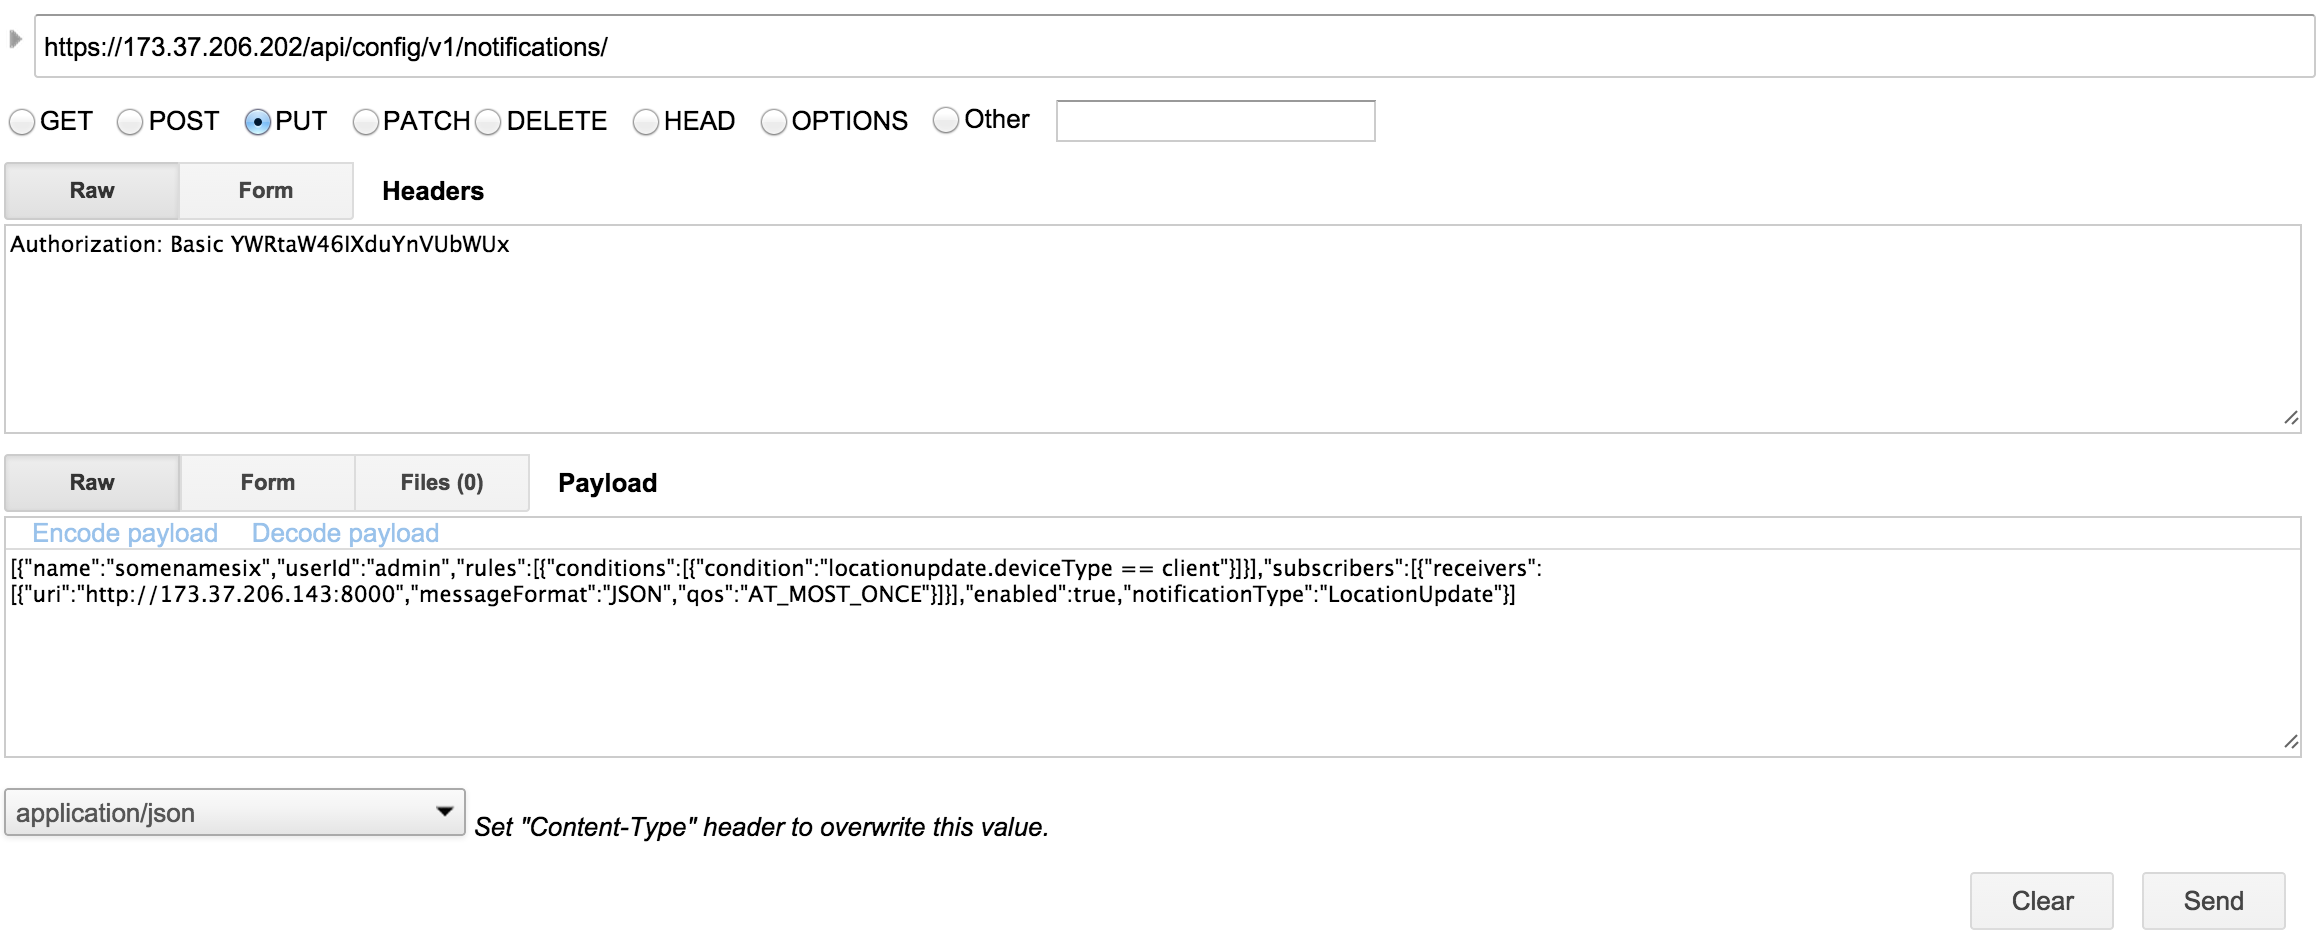 https://173.37.206.202/api/config/v1/notifications/
GET POST PUT PATCH DELETE HEAD OPTIONS Other
Raw Form Headers
Authorization: Basic YWRtaW46IXduYnVUbWUx
Raw Form Files (0) Payload
Encode payload Decode payload
[{"name":"somenamesix","userId":"admin","rules":[{"conditions":[{"condition":"locationupdate.deviceType == client"}]}],"subscribers":[{"receivers":
[{"uri":"http://173.37.206.143:8000","messageFormat":"JSON","qos":"AT_MOST_ONCE"}]}],"enabled":true,"notificationType":"LocationUpdate"}]
application/json Set "Content-Type" header to overwrite this value.
Clear Send